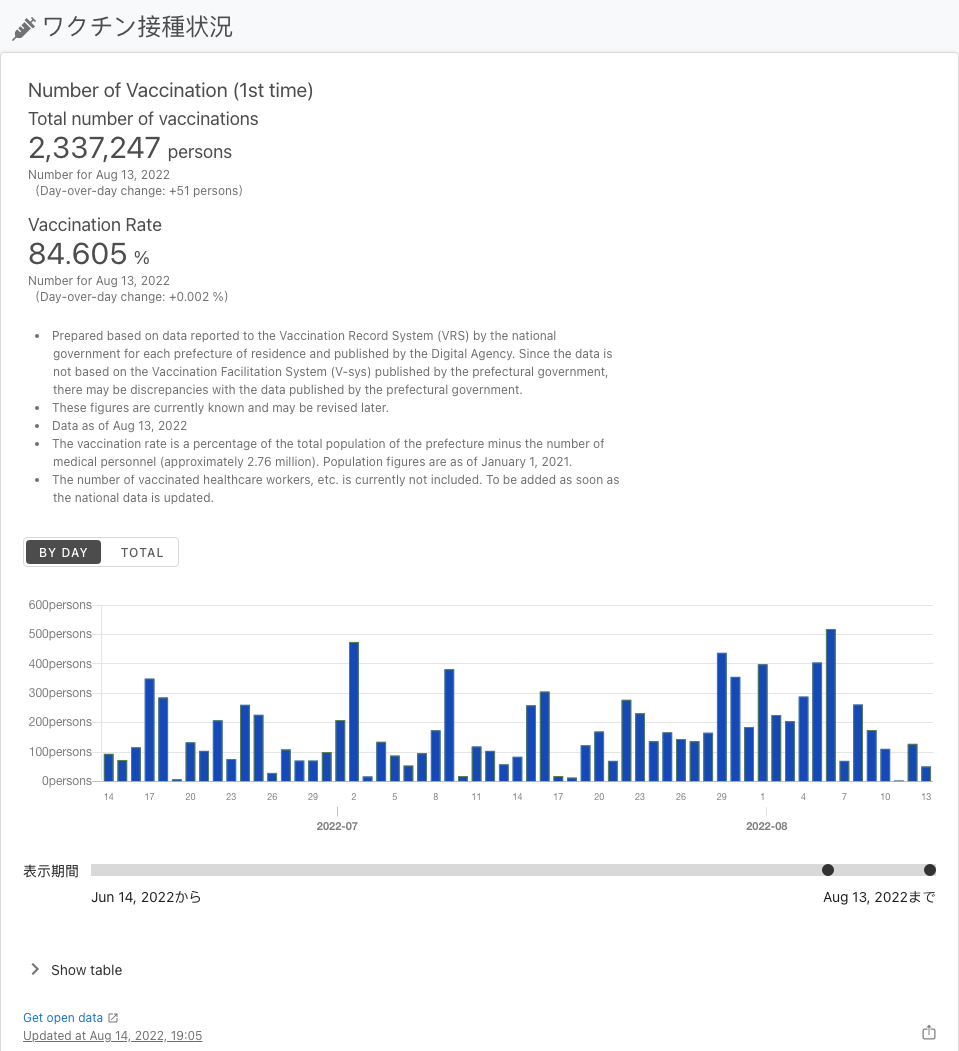 ワクチン接種状況
Number of Vaccination (1st time)
Total number of vaccinations
2,337,247 persons
Number for Aug 13, 2022
(Day-over-day change: +51 persons)
Vaccination Rate
84.605 %
Number for Aug 13, 2022
(Day-over-day change: +0.002 %)
• Prepared based on data reported to the Vaccination Record System (VRS) by the national
government for each prefecture of residence and published by the Digital Agency. Since the data is
not based on the Vaccination Facilitation System (V-sys) published by the prefectural government,
there may be discrepancies with the data published by the prefectural government.
• These figures are currently known and may be revised later.
• Data as of Aug 13, 2022
• The vaccination rate is a percentage of the total population of the prefecture minus the number of
medical personnel (approximately 2.76 million). Population figures are as of January 1, 2021.
• The number of vaccinated healthcare workers, etc. is currently not included. To be added as soon as
the national data is updated.
BY DAY TOTAL
600persons
500persons
400persons
300persons
200persons
100persons
0persons
14 17 20 23 26 29 2 5 8 11 14 17 20 23 26 29 1 4 7 10 13
2022-07 2022-08
表示期間
Jun 14, 2022から Aug 13, 2022まで
Show table
Get open data
Updated at Aug 14, 2022, 19:05